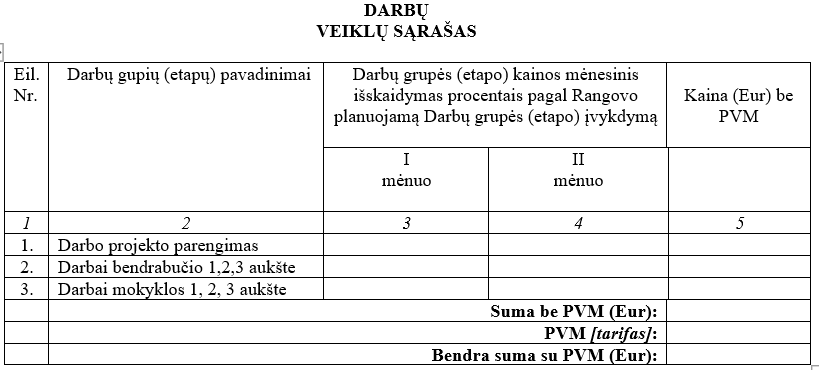 DARBŲ
VEIKLŲ SĄRAŠAS
Eil. Nr.
Darbų gupių (etapų) pavadinimai
Darbų grupės (etapo) kainos mėnesinis
išskaidymas procentais pagal Rangovo
planuojamą Darbų grupės (etapo) įvykdymą
Kaina (Eur) be
PVM
I
mėnuo
II
mėnuo
1 2 3 4 5
1. Darbo projekto parengimas
2. Darbai bendrabučio 1,2,3 aukšte
3. Darbai mokyklos 1, 2, 3 aukšte
Suma be PVM (Eur):
PVM [tarifas]:
Bendra suma su PVM (Eur):